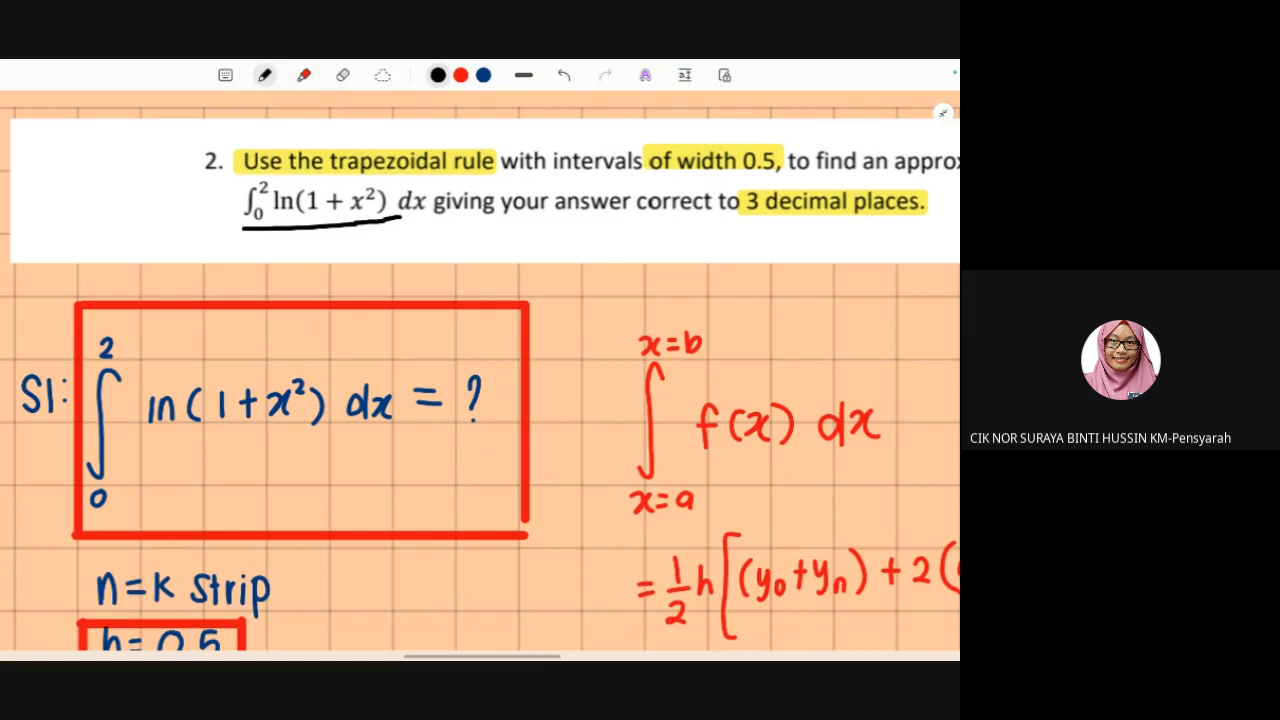 2. Use the trapezoidal rule with intervals of width 0.5, to find an appro
∫₀² ln(1 + x²) dx giving your answer correct to 3 decimal places.
S1: ∫₀² ln(1+x²) dx = ?
x=b
∫ f(x) dx
x=a
= 1/2 h [(y₀+yₙ) + 2(
n=k strip
h= 0.5
CIK NOR SURAYA BINTI HUSSIN KM-Pensyarah